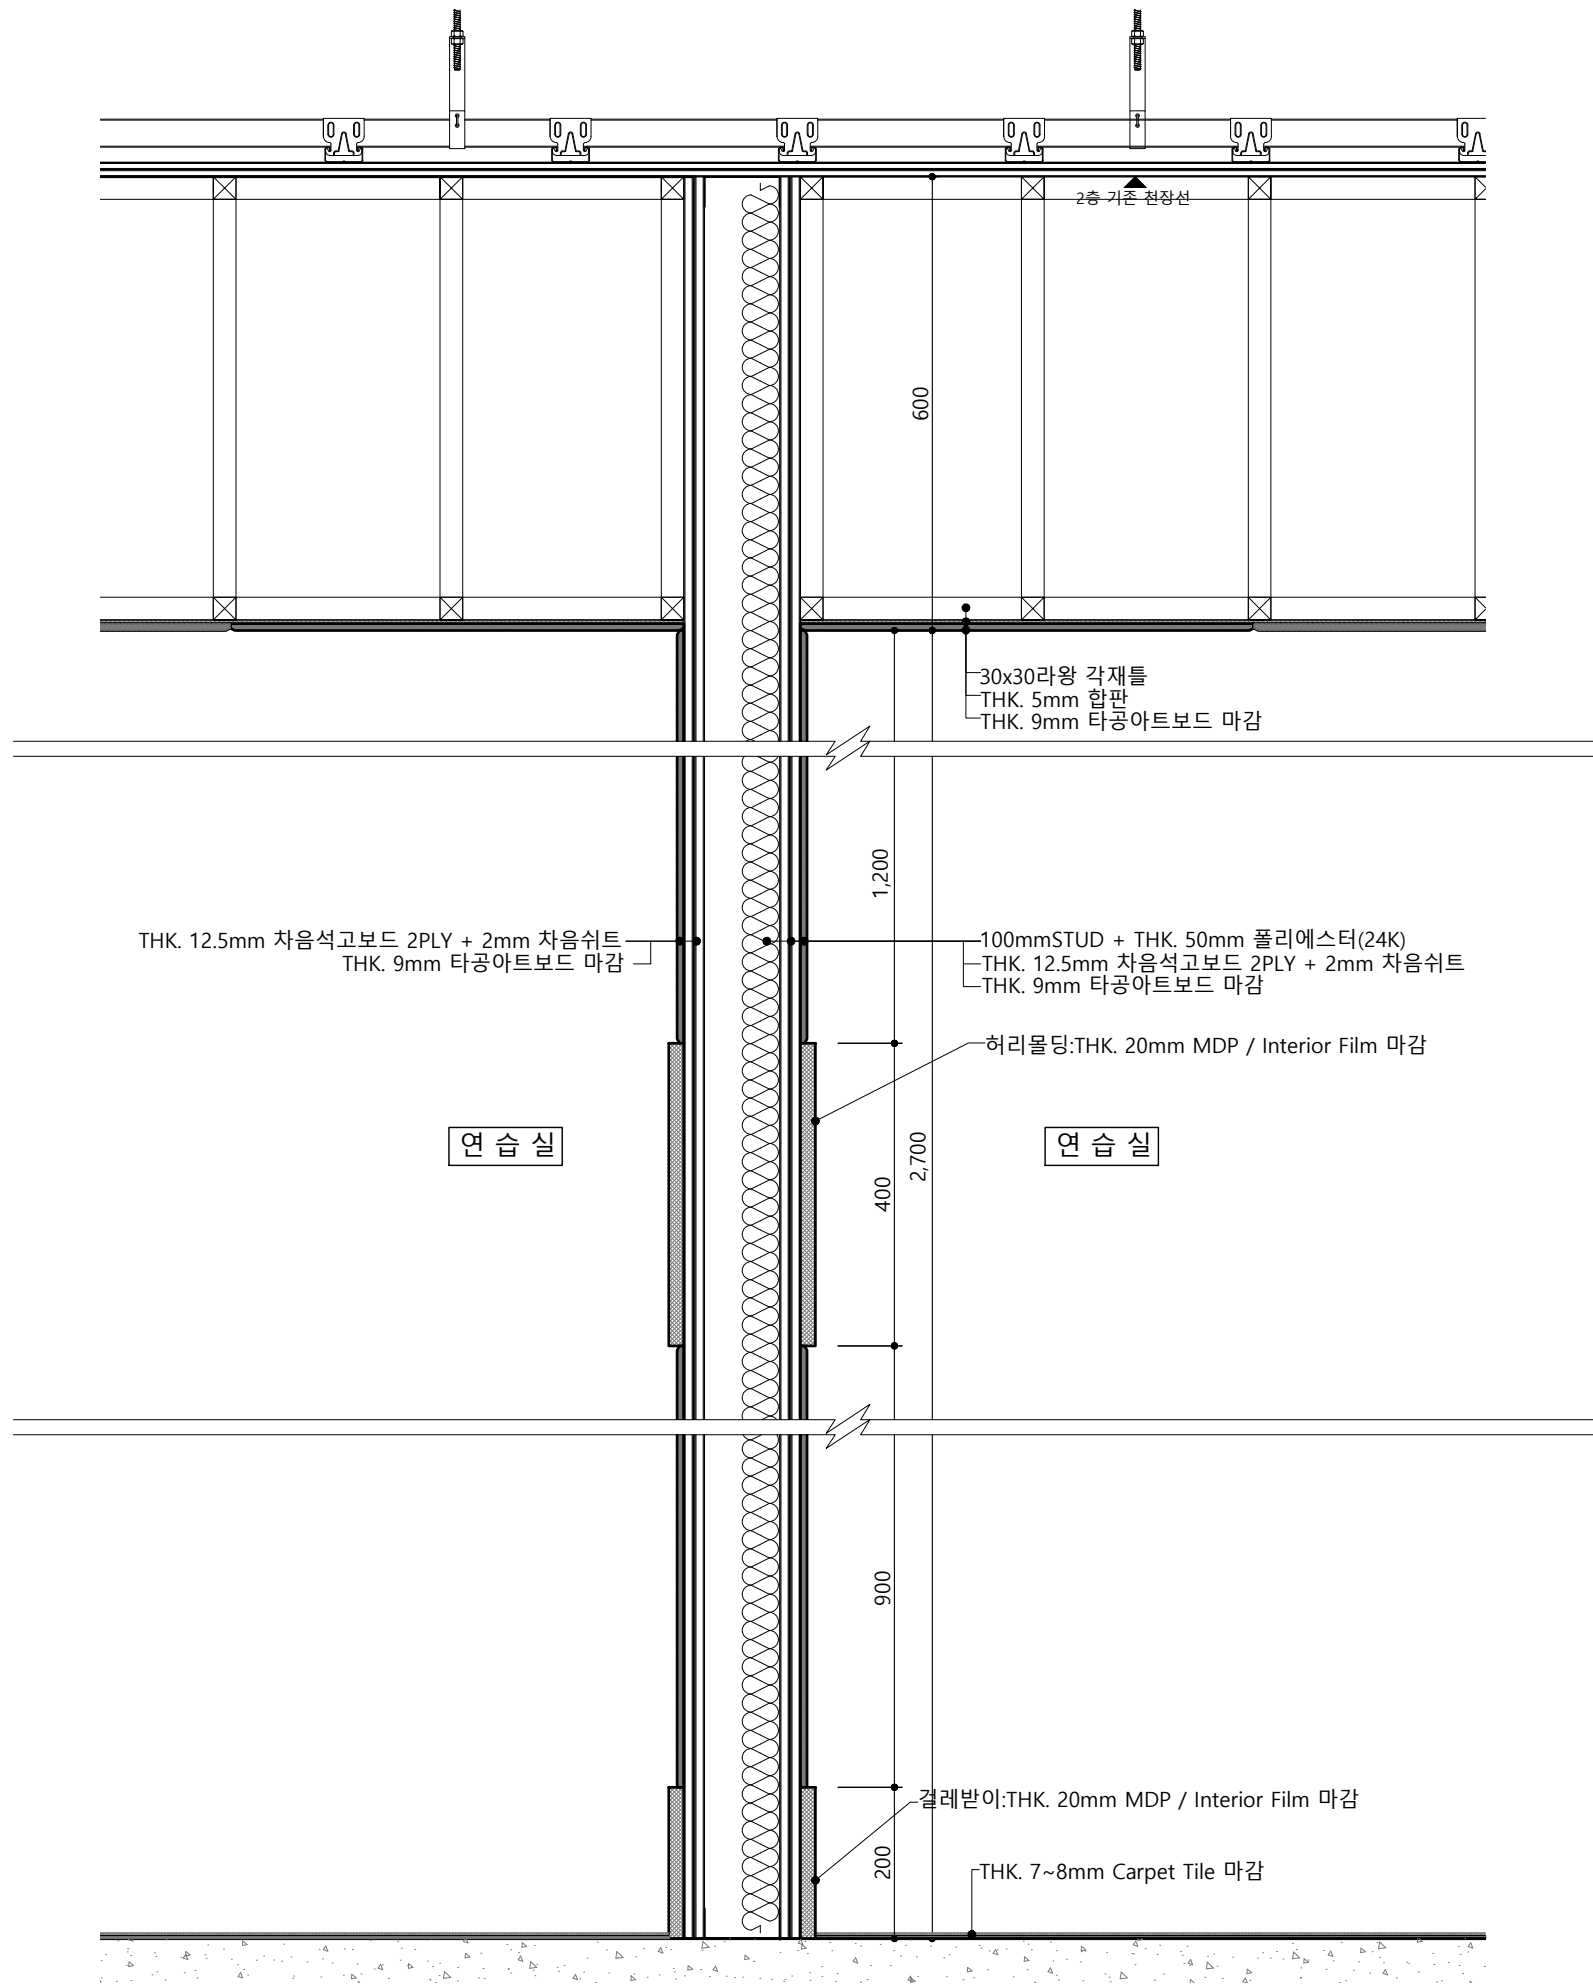 2층 기존 천장선
600
30x30라왕 각재틀
THK. 5mm 합판
THK. 9mm 타공아트보드 마감
1,200
THK. 12.5mm 차음석고보드 2PLY + 2mm 차음쉬트
THK. 9mm 타공아트보드 마감
100mmSTUD + THK. 50mm 폴리에스터(24K)
THK. 12.5mm 차음석고보드 2PLY + 2mm 차음쉬트
THK. 9mm 타공아트보드 마감
허리몰딩:THK. 20mm MDP / Interior Film 마감
연 습 실
400
2,700
연 습 실
900
걸레받이:THK. 20mm MDP / Interior Film 마감
200
THK. 7~8mm Carpet Tile 마감